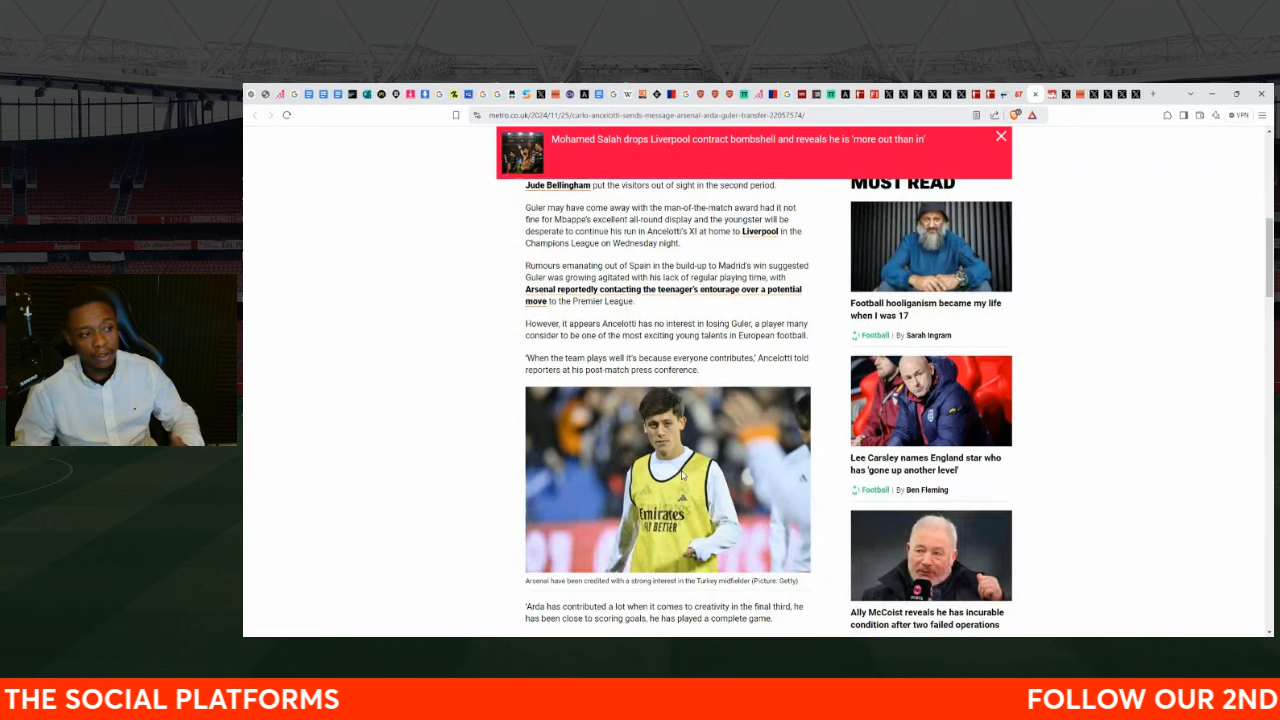 metro.co.uk/2024/11/25/carlo-ancelotti-sends-message-arsenal-arda-guler-transfer-22057574/
VPN
Mohamed Salah drops Liverpool contract bombshell and reveals he is 'more out than in'
Jude Bellingham put the visitors out of sight in the second period.
Guler may have come away with the man-of-the-match award had it not
fine for Mbappe's excellent all-round display and the youngster will be
desperate to continue his run in Ancelotti's XI at home to Liverpool in the
Champions League on Wednesday night.
Rumours emanating out of Spain in the build-up to Madrid's win suggested
Guler was growing agitated with his lack of regular playing time, with
Arsenal reportedly contacting the teenager's entourage over a potential
move to the Premier League.
However, it appears Ancelotti has no interest in losing Guler, a player many
consider to be one of the most exciting young talents in European football.
'When the team plays well it's because everyone contributes,' Ancelotti told
reporters at his post-match press conference.
Emirates
FLY BETTER
Arsenal have been credited with a strong interest in the Turkey midfielder (Picture: Getty)
'Arda has contributed a lot when it comes to creativity in the final third, he
has been close to scoring goals, he has played a complete game.
MUST READ
Football hooliganism became my life
when I was 17
Football | By Sarah Ingram
Lee Carsley names England star who
has 'gone up another level'
Football | By Ben Fleming
Ally McCoist reveals he has incurable
condition after two failed operations
Arsenal
THE SOCIAL PLATFORMS
FOLLOW OUR 2ND